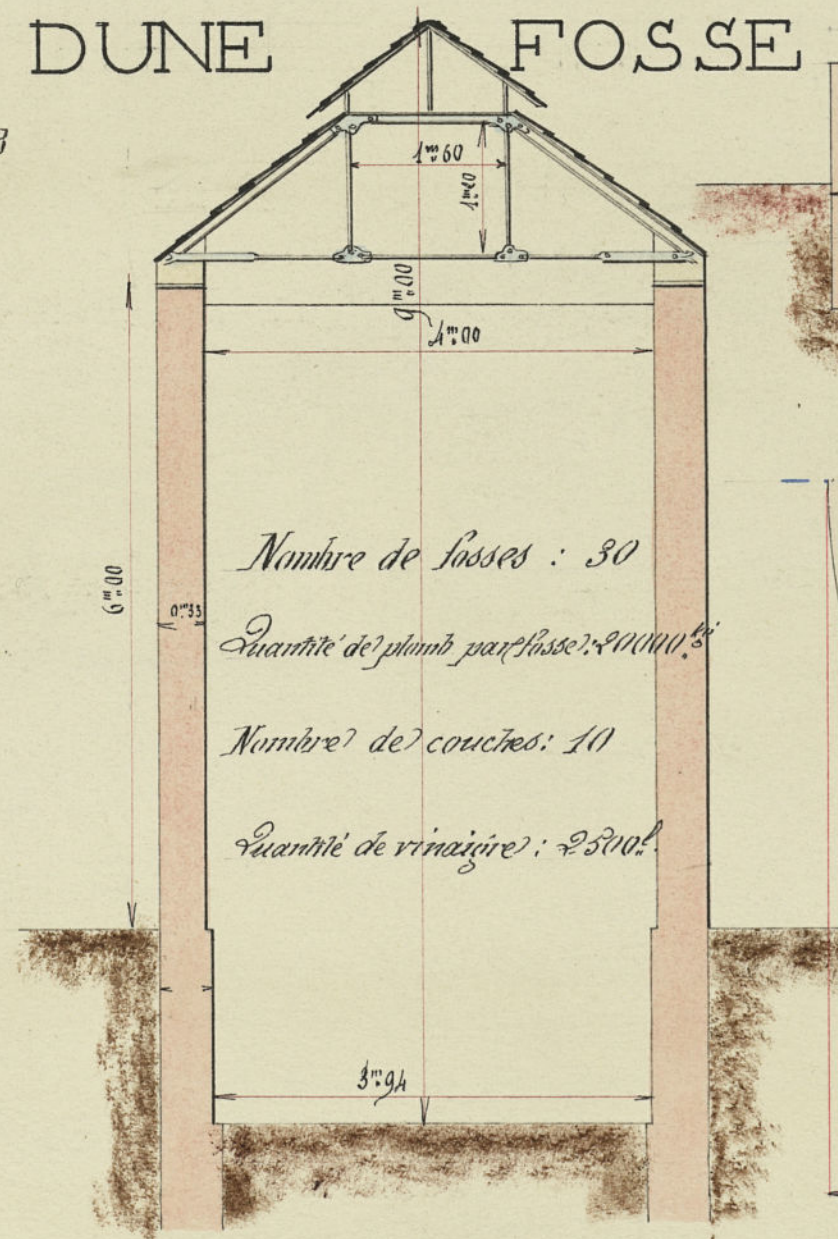 DUNE FOSSE
1m60
1m20
9m00
4m00
6m00
0m33
Nombre de fosses : 30
Quantité de plomb par fosse : 20000 kg
Nombre de couches : 10
Quantité de vinaigre : 2500 l.
3m94